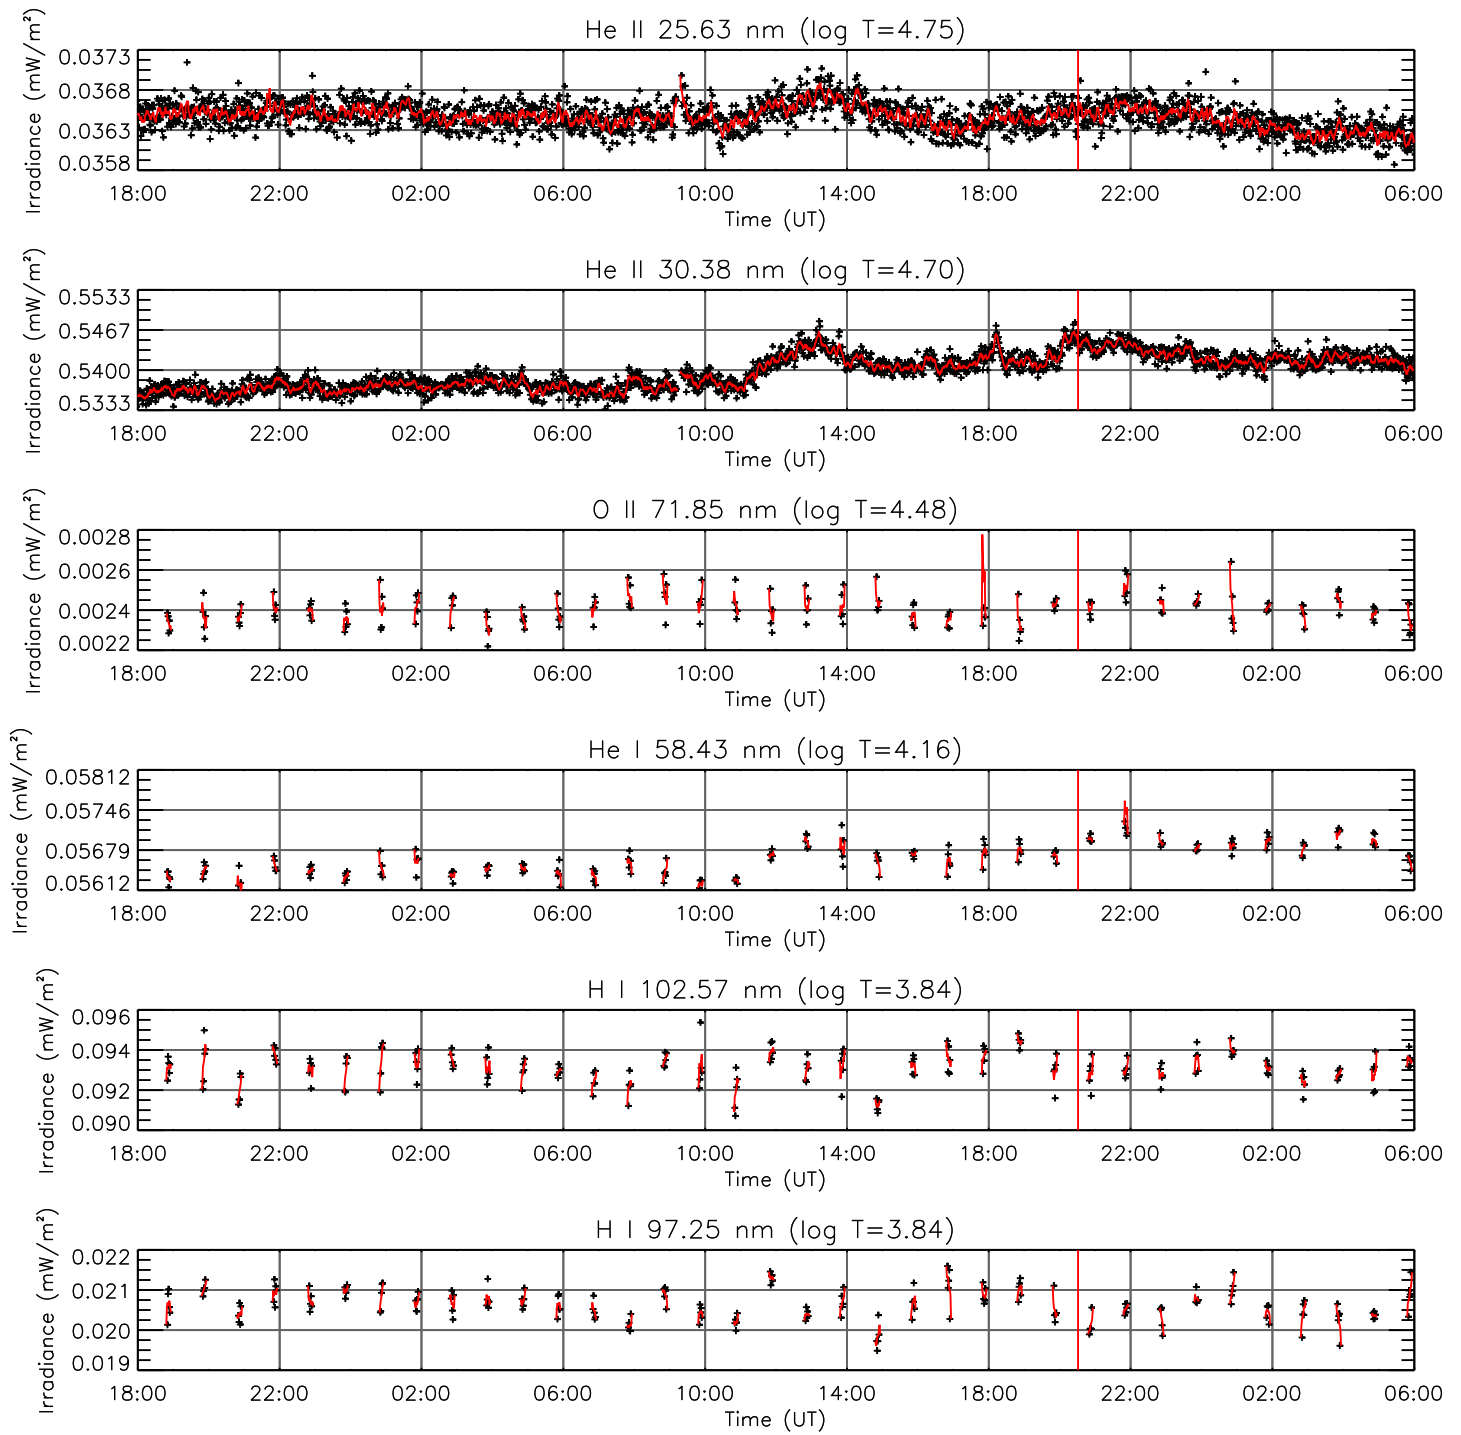 He II 25.63 nm (log T=4.75)
Irradiance (mW/m²)
0.0373
0.0368
0.0363
0.0358
18:00 22:00 02:00 06:00 10:00 14:00 18:00 22:00 02:00 06:00
Time (UT)
He II 30.38 nm (log T=4.70)
Irradiance (mW/m²)
0.5533
0.5467
0.5400
0.5333
18:00 22:00 02:00 06:00 10:00 14:00 18:00 22:00 02:00 06:00
Time (UT)
O II 71.85 nm (log T=4.48)
Irradiance (mW/m²)
0.0028
0.0026
0.0024
0.0022
18:00 22:00 02:00 06:00 10:00 14:00 18:00 22:00 02:00 06:00
Time (UT)
He I 58.43 nm (log T=4.16)
Irradiance (mW/m²)
0.05812
0.05746
0.05679
0.05612
18:00 22:00 02:00 06:00 10:00 14:00 18:00 22:00 02:00 06:00
Time (UT)
H I 102.57 nm (log T=3.84)
Irradiance (mW/m²)
0.096
0.094
0.092
0.090
18:00 22:00 02:00 06:00 10:00 14:00 18:00 22:00 02:00 06:00
Time (UT)
H I 97.25 nm (log T=3.84)
Irradiance (mW/m²)
0.022
0.021
0.020
0.019
18:00 22:00 02:00 06:00 10:00 14:00 18:00 22:00 02:00 06:00
Time (UT)